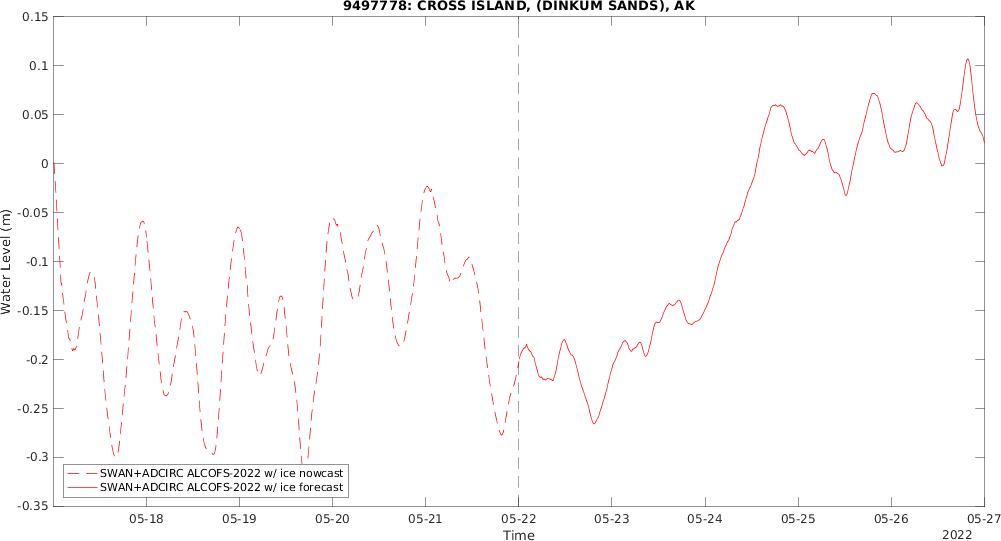 9497778: CROSS ISLAND, (DINKUM SANDS), AK
0.15
0.1
0.05
0
-0.05
-0.1
-0.15
-0.2
-0.25
-0.3
-0.35
Water Level (m)
SWAN+ADCIRC ALCOFS-2022 w/ ice nowcast
SWAN+ADCIRC ALCOFS-2022 w/ ice forecast
05-18 05-19 05-20 05-21 05-22 05-23 05-24 05-25 05-26 05-27
Time
2022